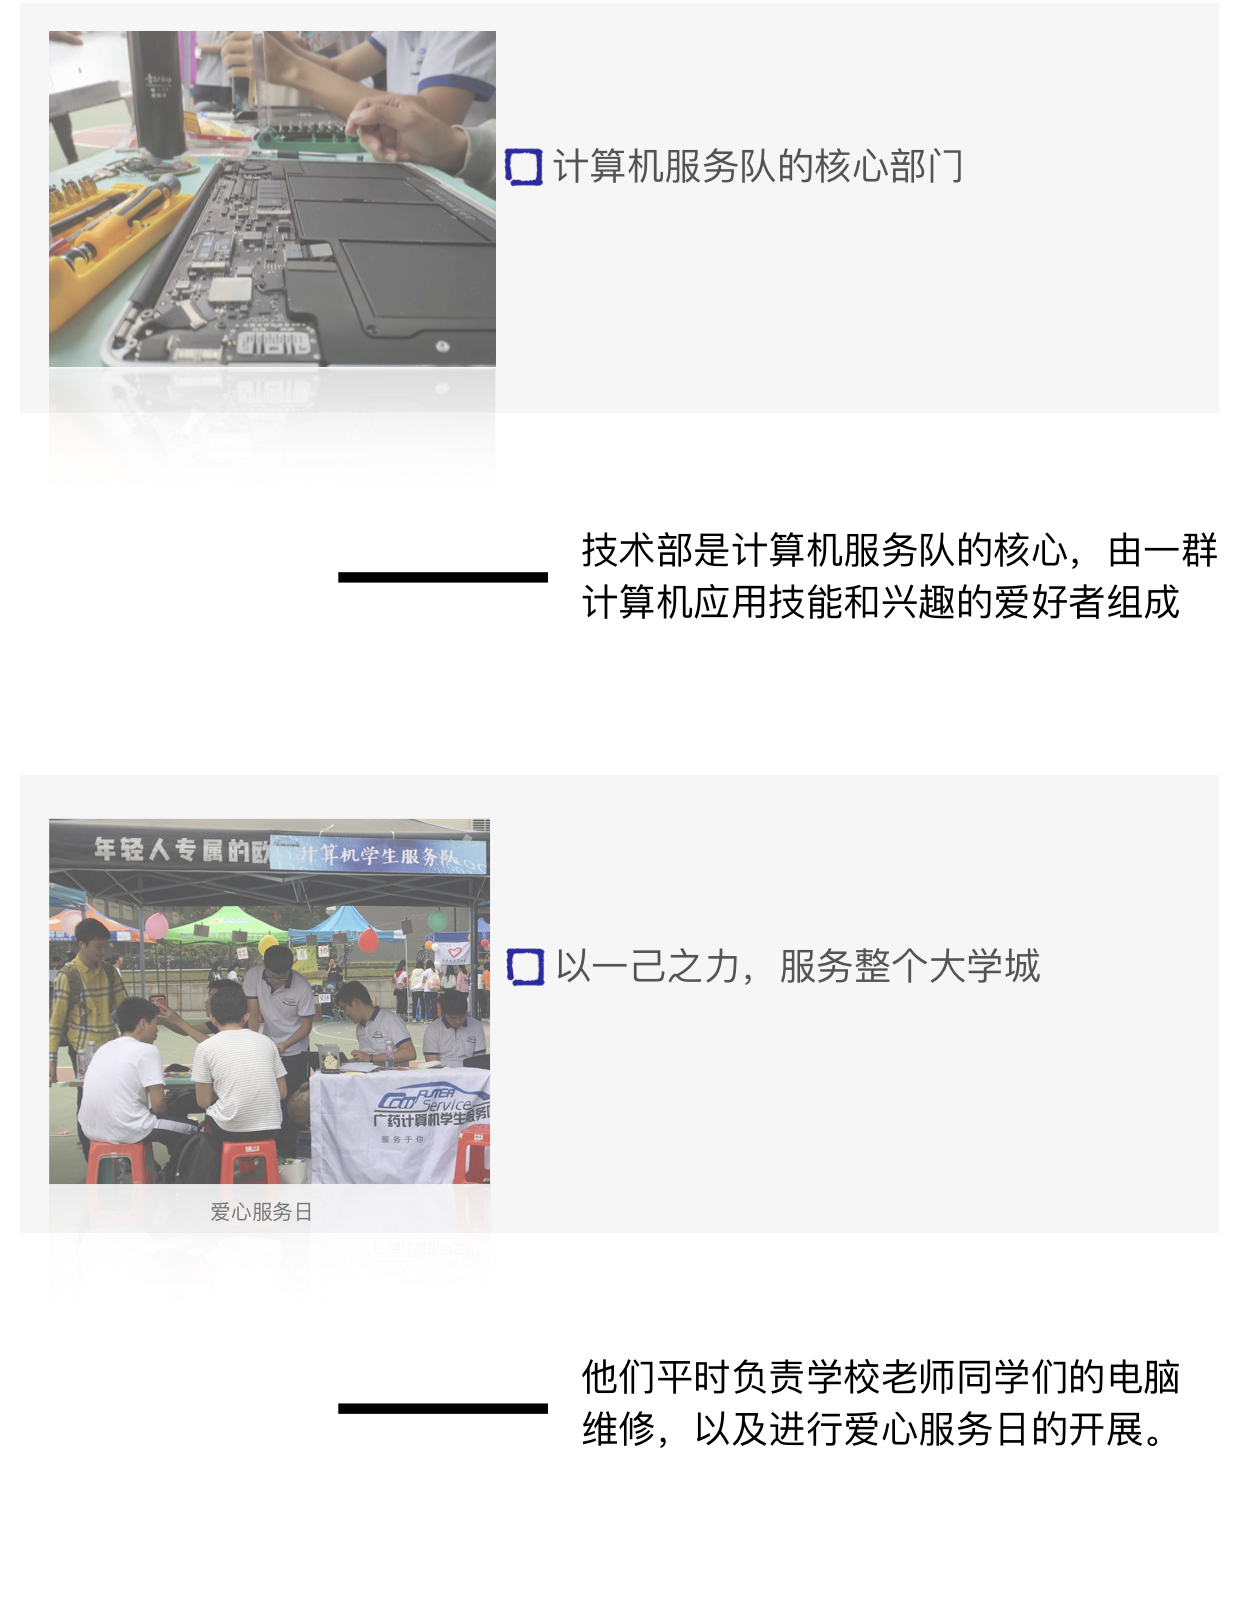 计算机服务队的核心部门
技术部是计算机服务队的核心，由一群
计算机应用技能和兴趣的爱好者组成
年轻人专属的欧
计算机学生服务队
以一己之力，服务整个大学城
Service
广药计算机学生服务队
服务于你
爱心服务日
他们平时负责学校老师同学们的电脑
维修，以及进行爱心服务日的开展。